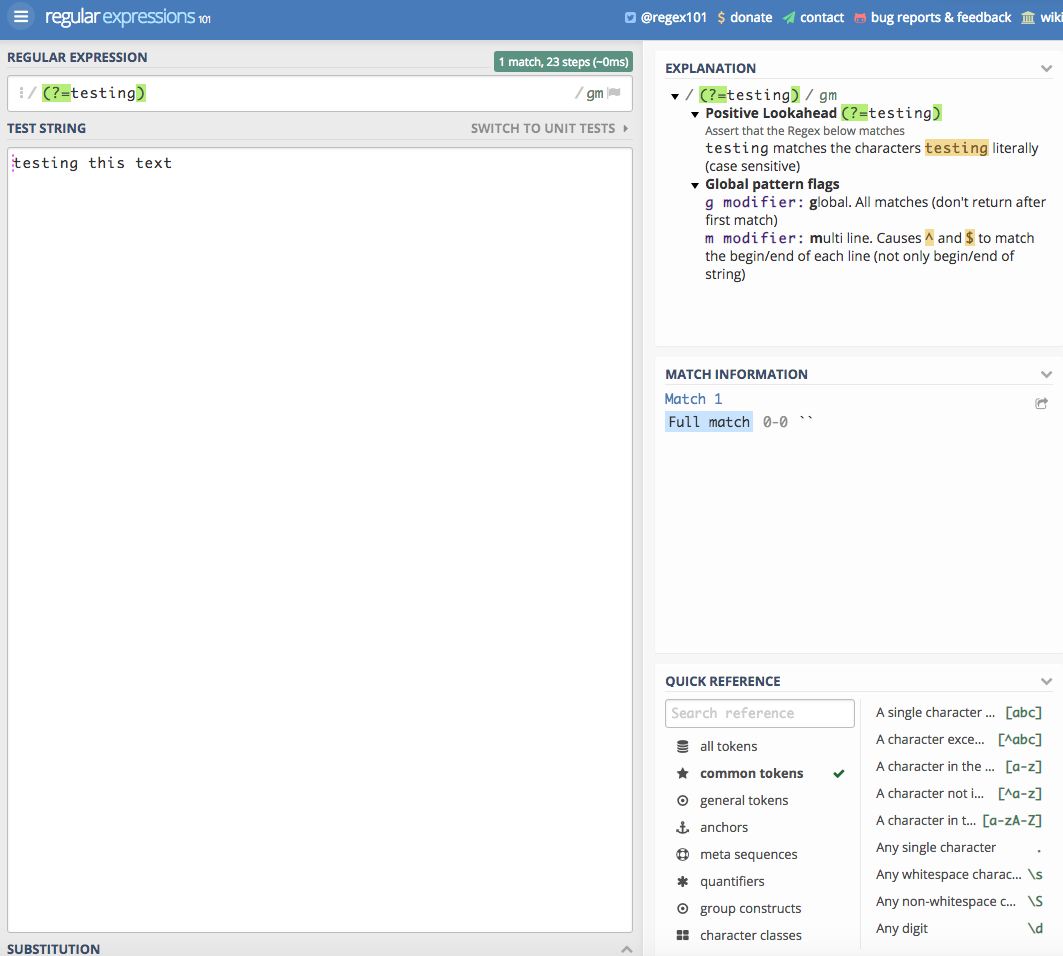 regular expressions 101
@regex101 $ donate contact bug reports & feedback wiki
REGULAR EXPRESSION
1 match, 23 steps (~0ms)
/ (?=testing) / gm
TEST STRING
SWITCH TO UNIT TESTS
testing this text
SUBSTITUTION
EXPLANATION
/ (?=testing) / gm
Positive Lookahead (?=testing)
Assert that the Regex below matches
testing matches the characters testing literally
(case sensitive)
Global pattern flags
g modifier: global. All matches (don't return after
first match)
m modifier: multi line. Causes ^ and $ to match
the begin/end of each line (not only begin/end of
string)
MATCH INFORMATION
Match 1
Full match 0-0 ``
QUICK REFERENCE
Search reference
all tokens
common tokens
general tokens
anchors
meta sequences
quantifiers
group constructs
character classes
A single character ... [abc]
A character exce... [^abc]
A character in the ... [a-z]
A character not i... [^a-z]
A character in t... [a-zA-Z]
Any single character .
Any whitespace charac... \s
Any non-whitespace c... \S
Any digit \d